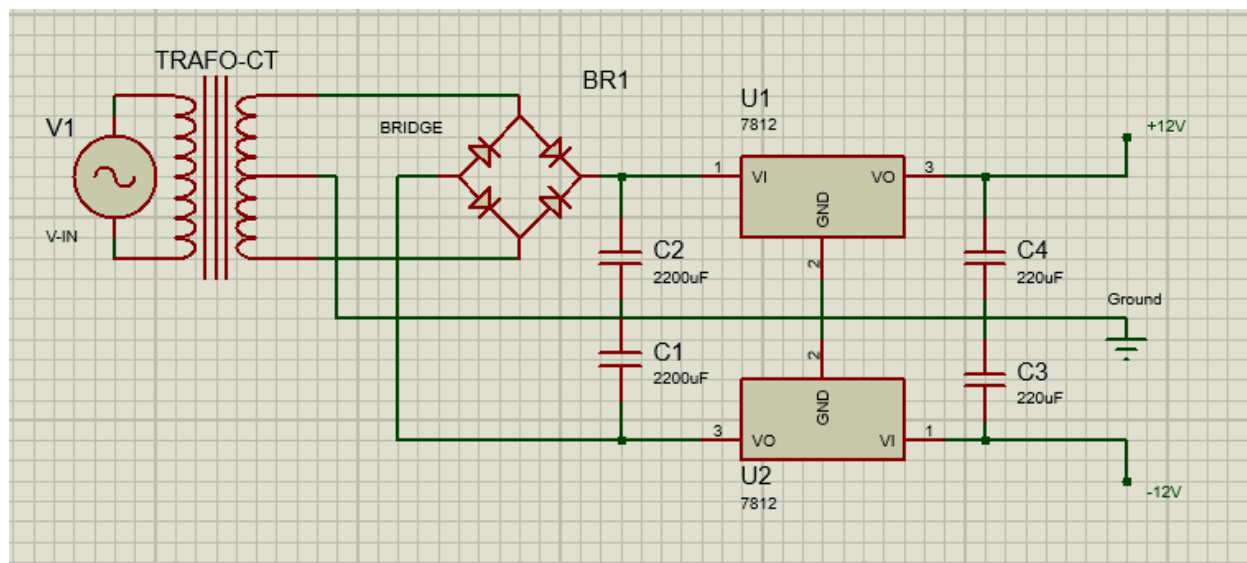 TRAFO-CT
BR1
V1
BRIDGE
U1
7812
+12V
1
VI
VO
3
GND
2
V-IN
C2
2200uF
C4
220uF
Ground
C1
2200uF
2
C3
220uF
GND
3
VO
VI
1
U2
7812
-12V